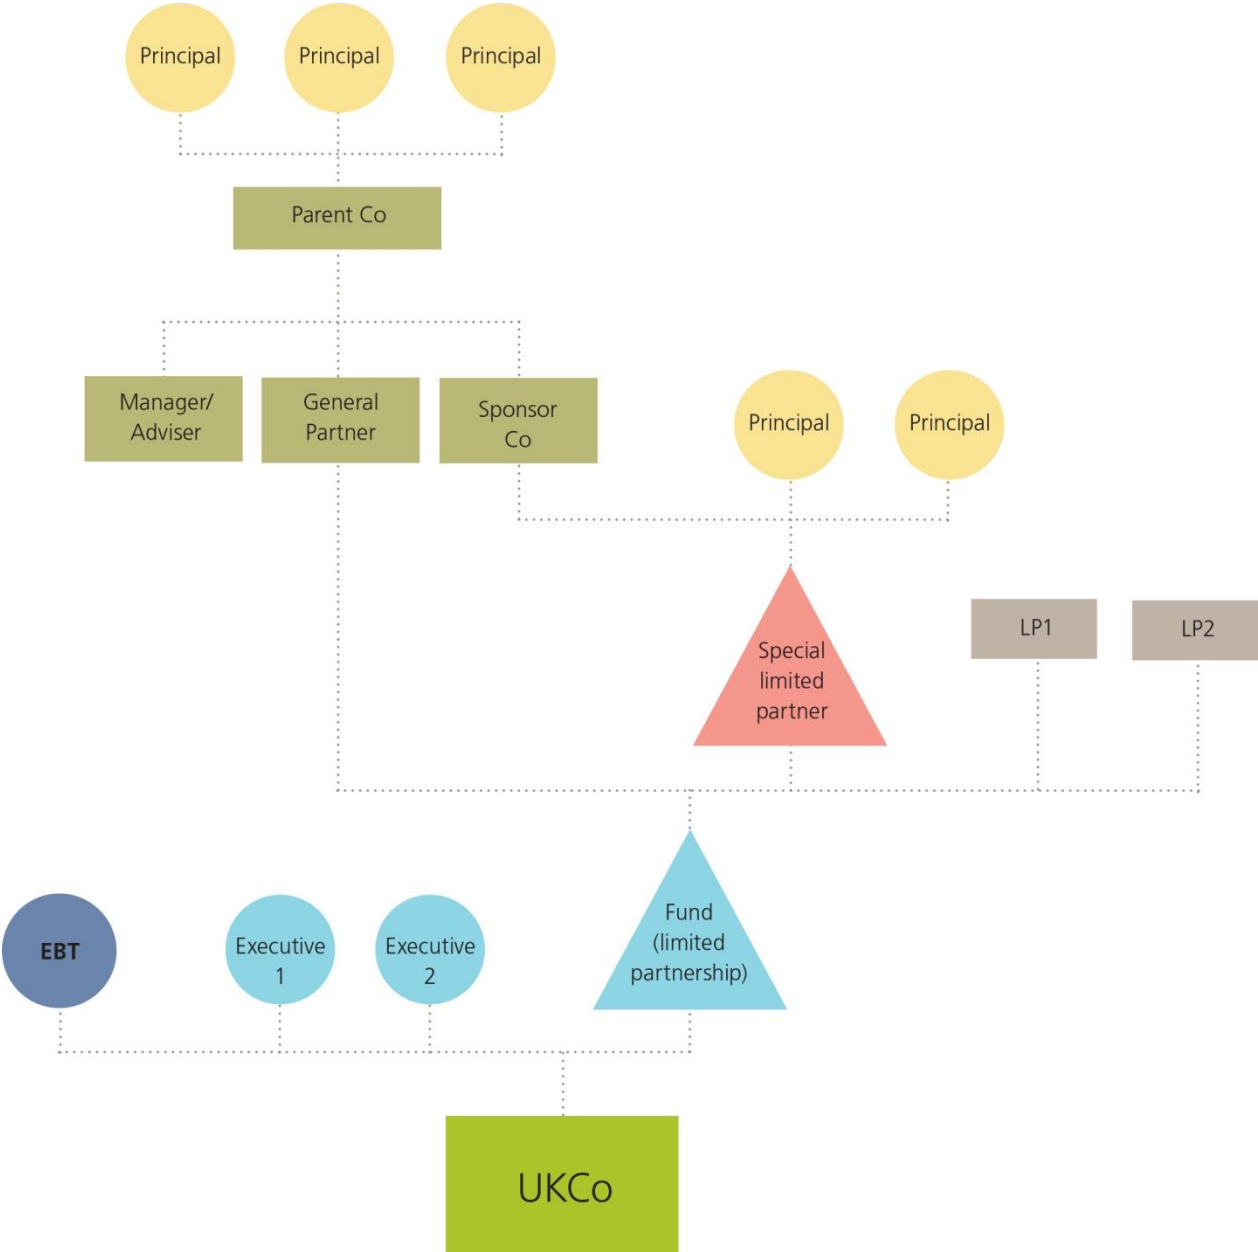 Principal
Principal
Principal
Parent Co
Manager/
Adviser
General
Partner
Sponsor
Co
Principal
Principal
Special
limited
partner
LP1
LP2
EBT
Executive
1
Executive
2
Fund
(limited
partnership)
UKCo